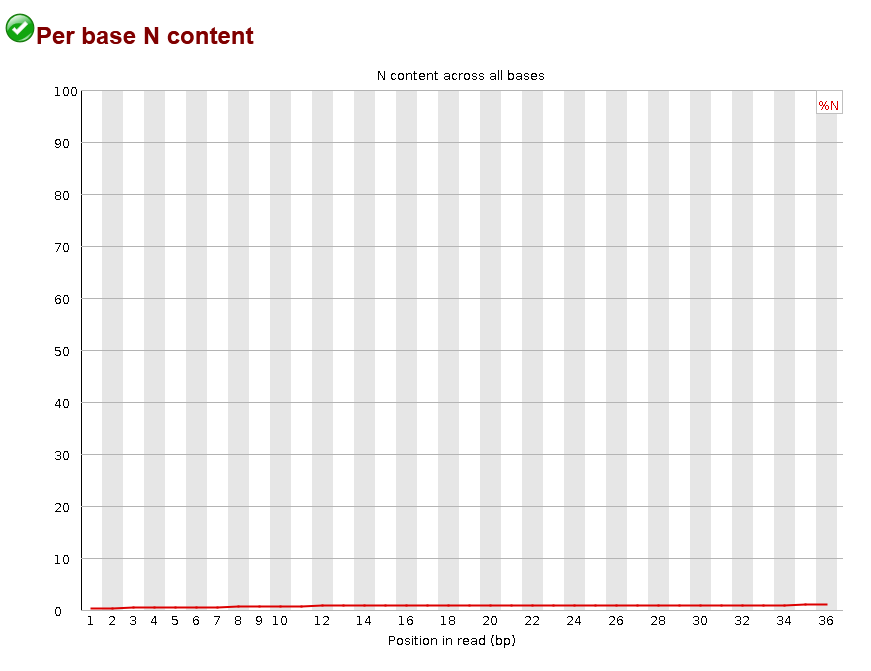 Per base N content
N content across all bases
%N
100
90
80
70
60
50
40
30
20
10
0
1 2 3 4 5 6 7 8 9 10 12 14 16 18 20 22 24 26 28 30 32 34 36
Position in read (bp)